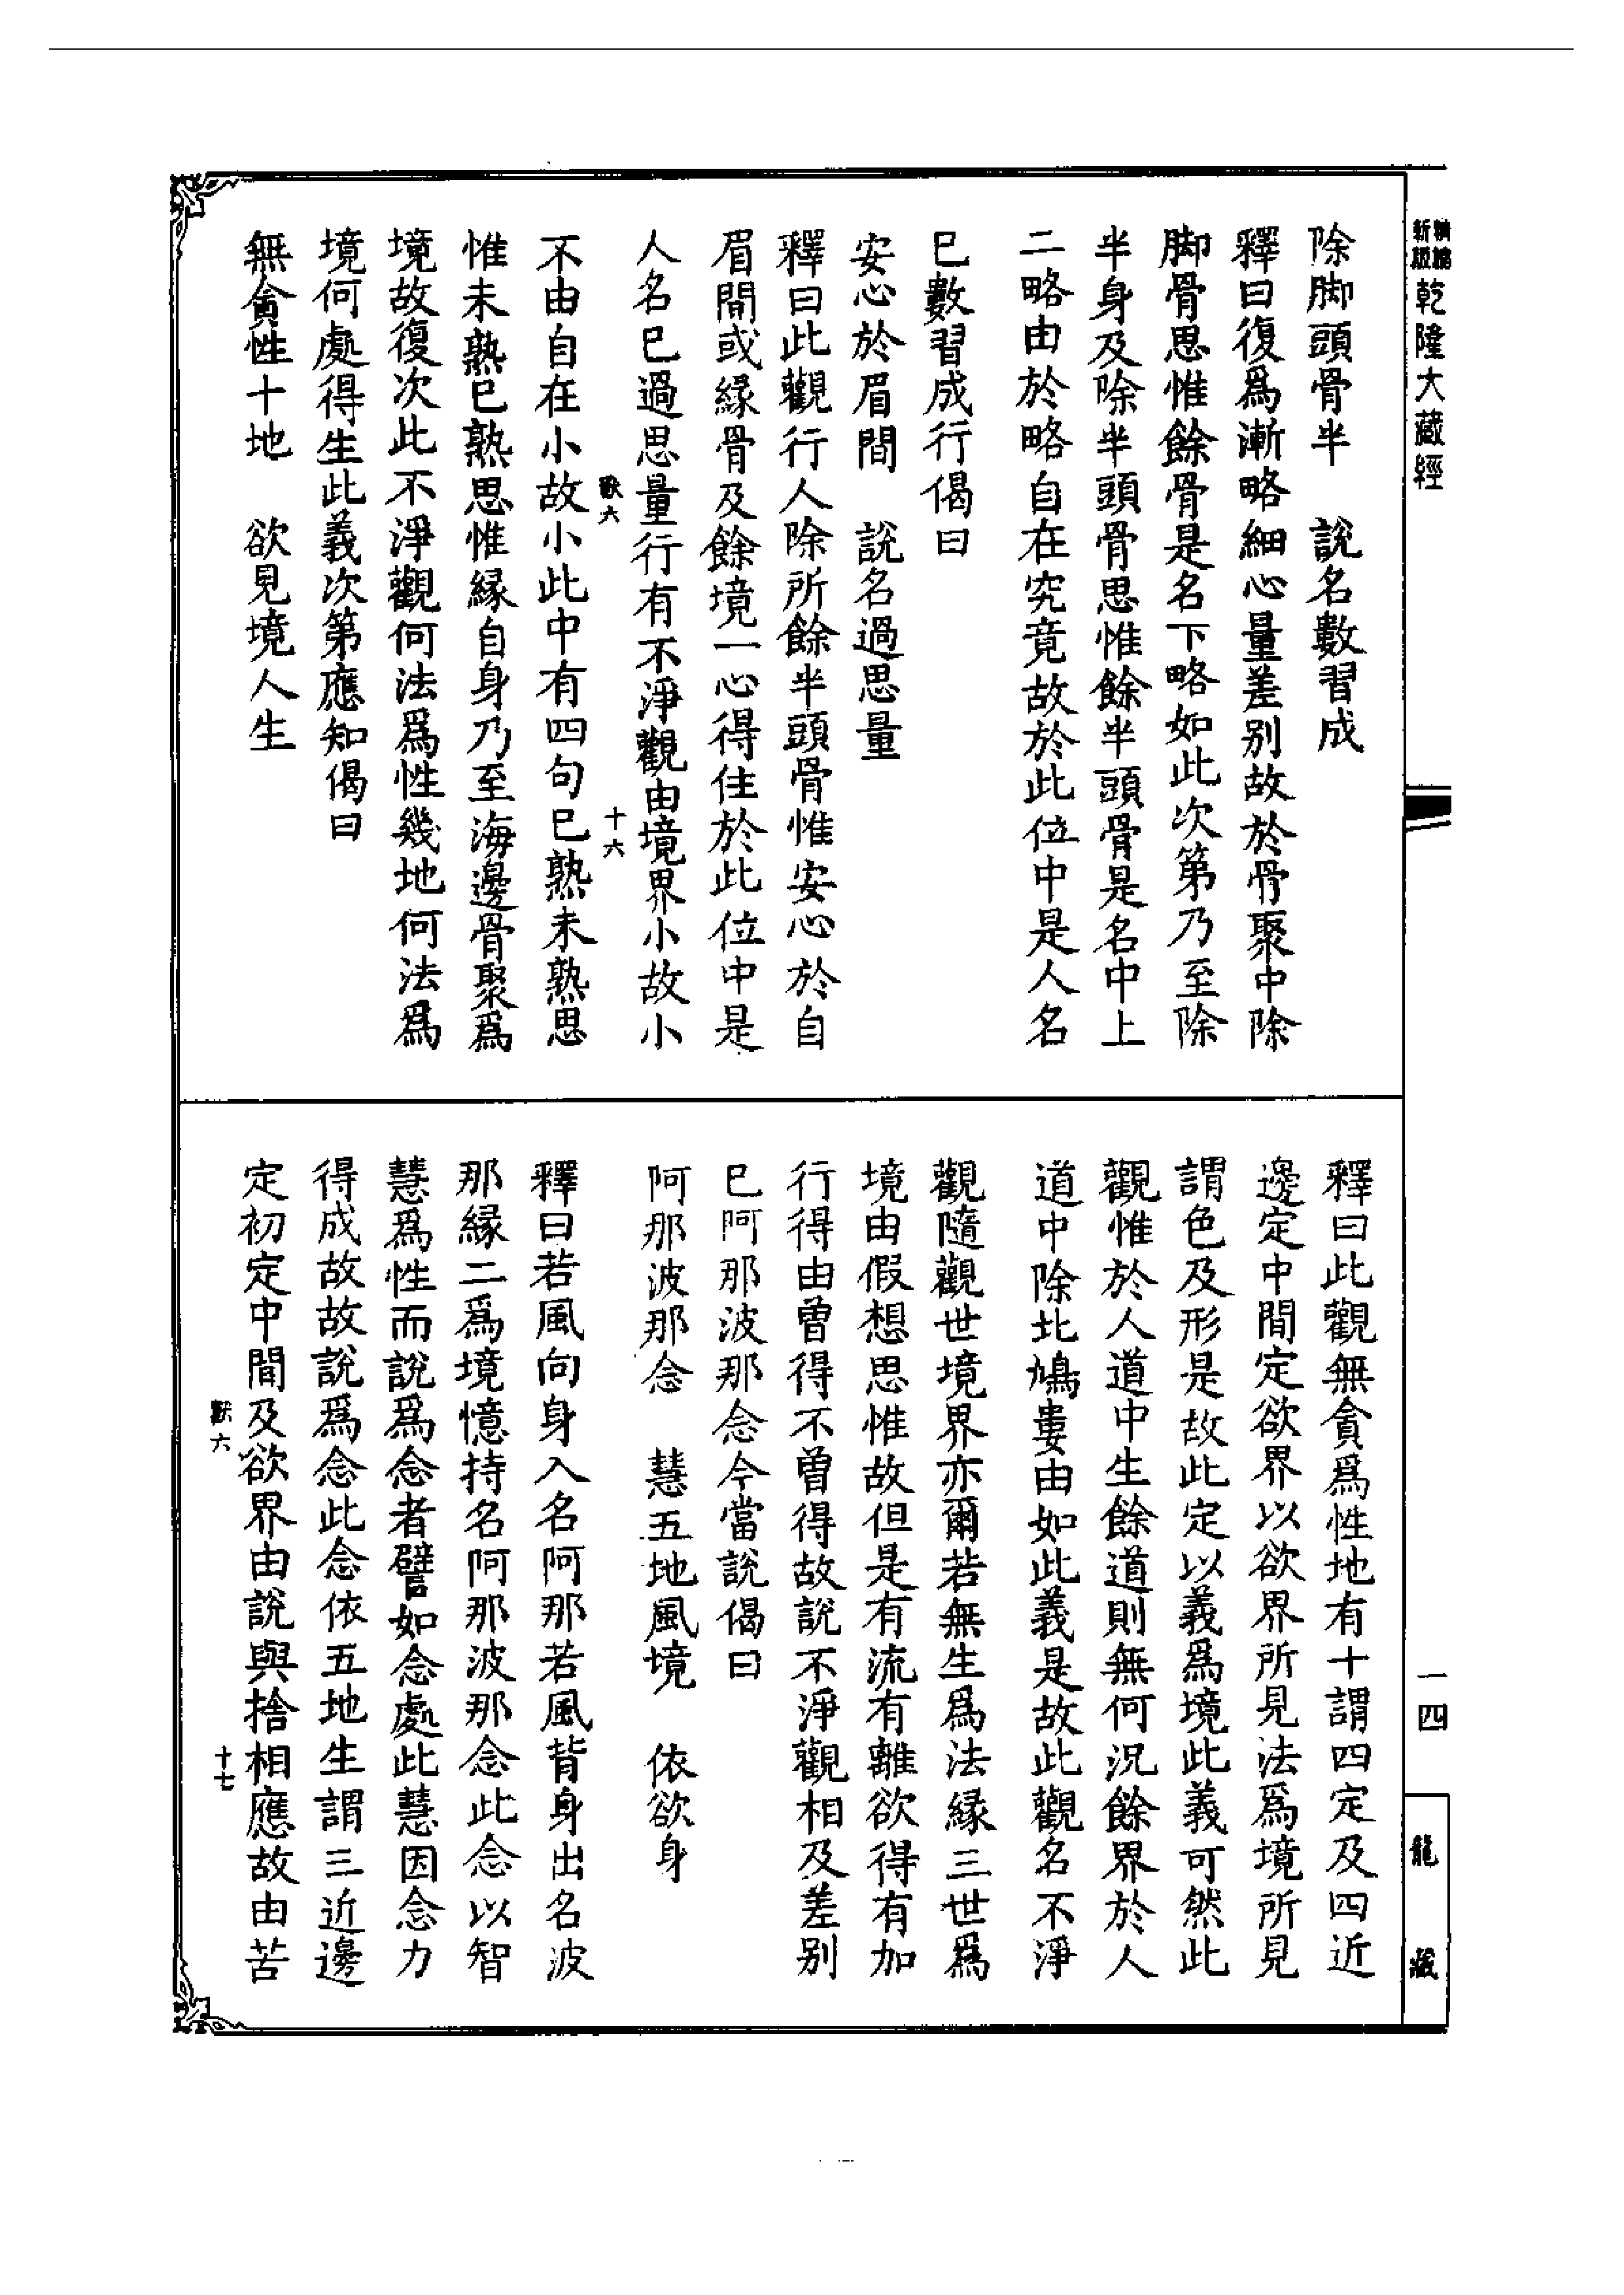 新版
精編
乾隆大藏經
除脚頭骨半　說名數習成
釋曰復爲漸略細心量差别故於骨聚中除
脚骨思惟餘骨是名下略如此次第乃至除
半身及除半頭骨思惟餘半頭骨是名中上
二略由於略自在究竟故於此位中是人名
巳數習成行偈曰
安心於眉間　說名過思量
釋曰此觀行人除所餘半頭骨惟安心於自
眉間或縁骨及餘境一心得住於此位中是
人名巳過思量行有不淨觀由境界小故小
不由自在小故小此中有四句巳熟未熟思
惟未熟巳熟思惟縁自身乃至海邊骨聚爲
境故復次此不淨觀何法爲性幾地何法爲
境何處得生此義次第應知偈曰
無貪性十地　欲見境人生
六　十六
釋曰此觀無貪爲性地有十謂四定及四近
邊定中間定欲界以欲界所見法爲境所見
謂色及形是故此定以義爲境此義可然此
觀惟於人道中生餘道則無何況餘界於人
道中除北鳩婁由如此義是故此觀名不淨
觀隨觀世境界亦爾若無生爲法縁三世爲
境由假想思惟故但是有流有離欲得有加
行得由曽得不曽得故說不淨觀相及差别
巳阿那波那念今當說偈曰
阿那波那念　慧五地風境　依欲身
釋曰若風向身入名阿那若風背身出名波
那縁二爲境憶持名阿那波那念此念以智
慧爲性而說爲念者譬如念處此慧因念力
得成故故說爲念此念依五地生謂三近邊
定初定中間及欲界由說與捨相應故由苦
六　十七
一四
龍藏